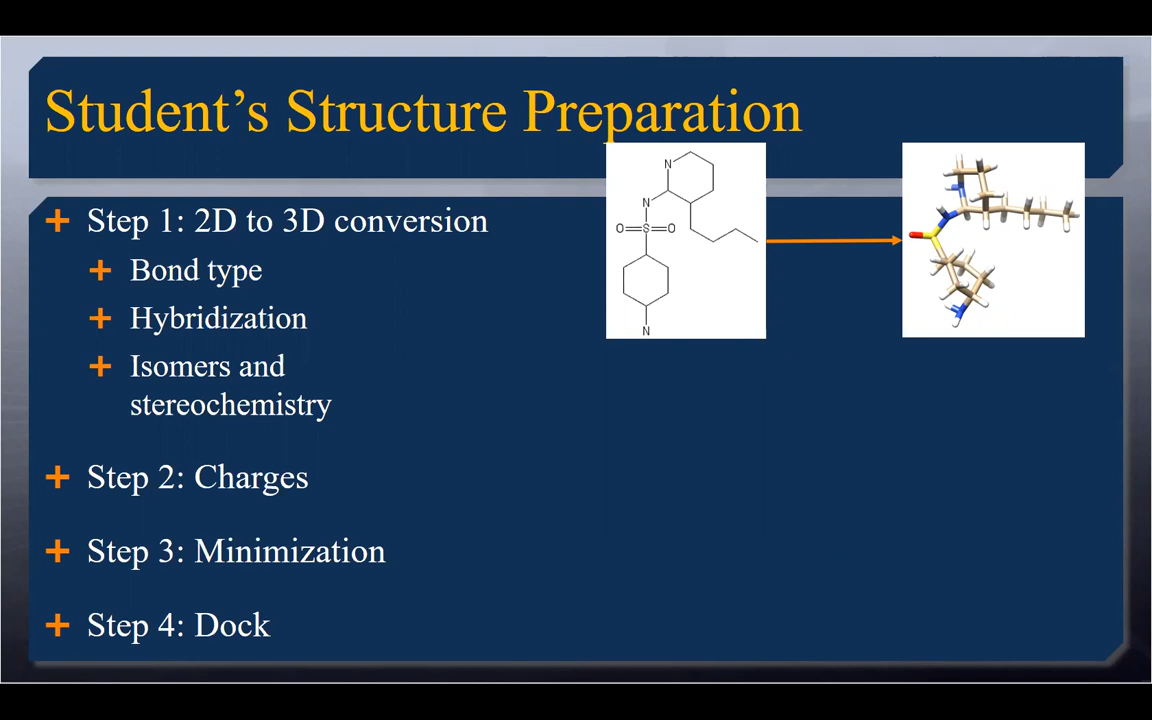 Student's Structure Preparation
Step 1: 2D to 3D conversion
Bond type
Hybridization
Isomers and
stereochemistry
Step 2: Charges
Step 3: Minimization
Step 4: Dock
N
N
O=S=O
N